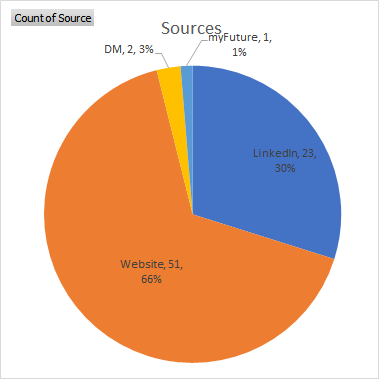 Count of Source
Sources
myFuture, 1,
1%
DM, 2, 3%
LinkedIn, 23,
30%
Website, 51,
66%